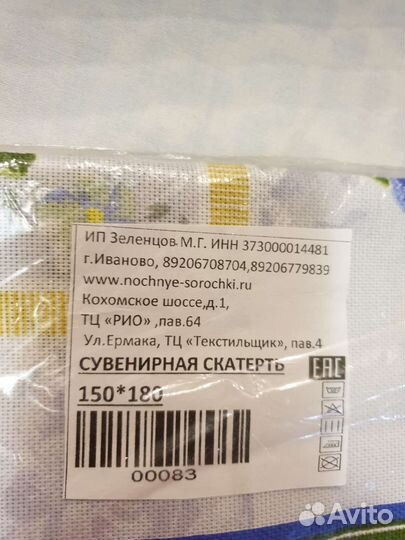 ИП Зеленцов М.Г. ИНН 373000014481
г.Иваново, 89206708704,89206779839
www.nochnye-sorochki.ru
Кохомское шоссе,д.1,
ТЦ «РИО» ,пав.64
Ул.Ермака, ТЦ «Текстильщик», пав.4
СУВЕНИРНАЯ СКАТЕРТЬ
EAC
150*180
00083
Avito